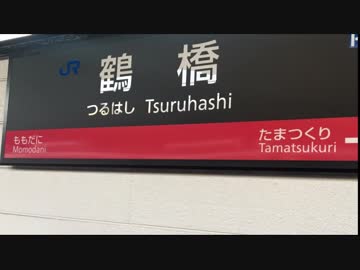 JR 鶴橋
つるはし Tsuruhashi
ももだに
Momodani
たまつくり
Tamatsukuri